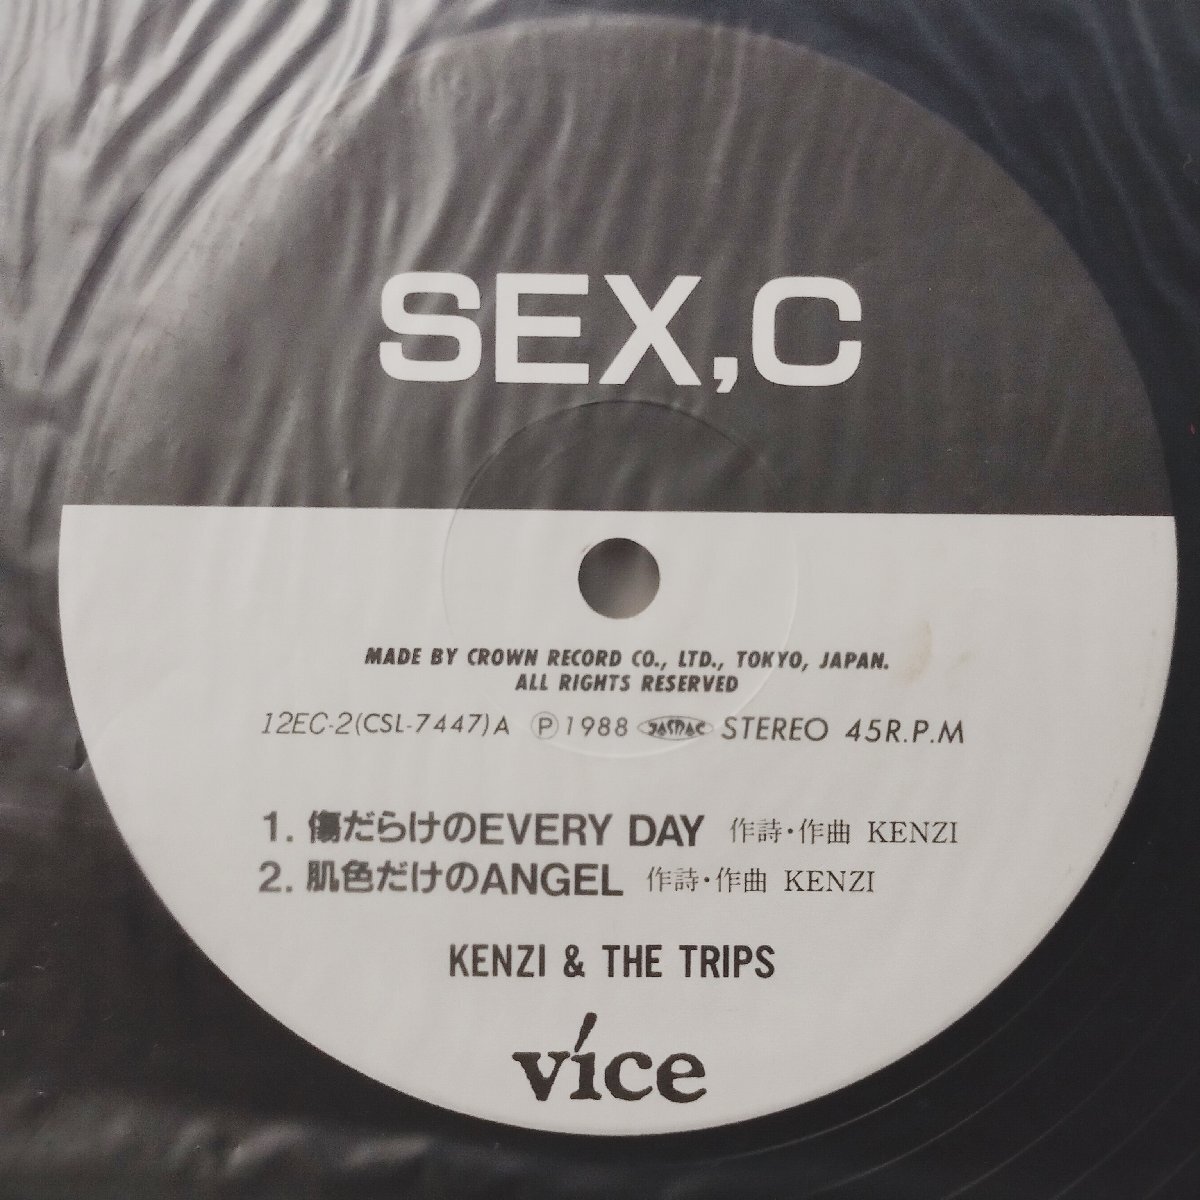 SEX,C
MADE BY CROWN RECORD CO., LTD., TOKYO, JAPAN.
ALL RIGHTS RESERVED
12EC-2(CSL-7447)A Ⓟ1988 JASRAC STEREO 45R.P.M
1. 傷だらけのEVERY DAY 作詩・作曲 KENZI
2. 肌色だけのANGEL 作詩・作曲 KENZI
KENZI & THE TRIPS
více